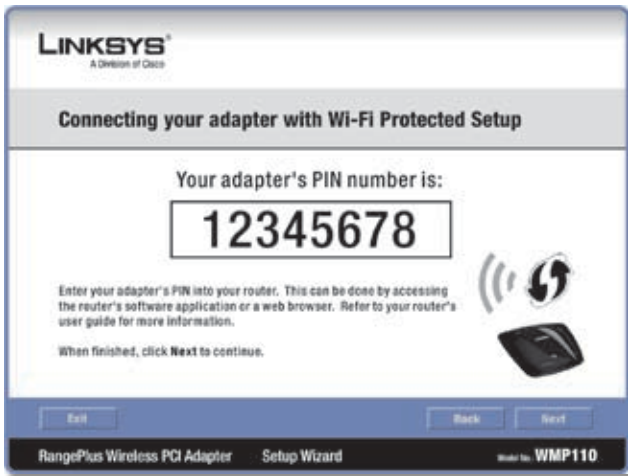 LINKSYS®
A Division of Cisco
Connecting your adapter with Wi-Fi Protected Setup
Your adapter's PIN number is:
12345678
Enter your adapter's PIN into your router. This can be done by accessing
the router's software application or a web browser. Refer to your router's
user guide for more information.
When finished, click Next to continue.
Exit
Back
Next
RangePlus Wireless PCI Adapter Setup Wizard Model No. WMP110